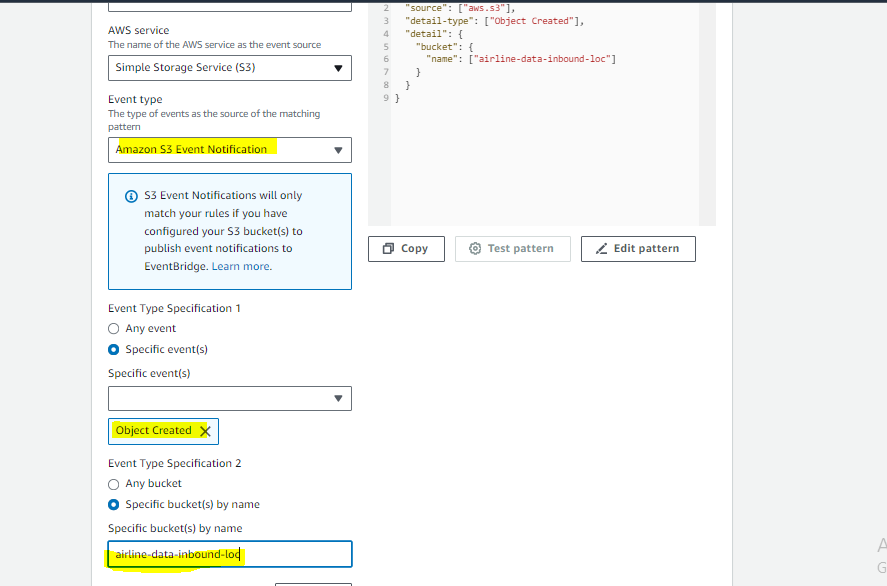 AWS service
The name of the AWS service as the event source
Simple Storage Service (S3)
Event type
The type of events as the source of the matching
pattern
Amazon S3 Event Notification
S3 Event Notifications will only
match your rules if you have
configured your S3 bucket(s) to
publish event notifications to
EventBridge. Learn more.
Event Type Specification 1
Any event
Specific event(s)
Specific event(s)
Object Created
Event Type Specification 2
Any bucket
Specific bucket(s) by name
Specific bucket(s) by name
airline-data-inbound-loc
2 "source": ["aws.s3"],
3 "detail-type": ["Object Created"],
4 "detail": {
5 "bucket": {
6 "name": ["airline-data-inbound-loc"]
7 }
8 }
9 }
Copy
Test pattern
Edit pattern